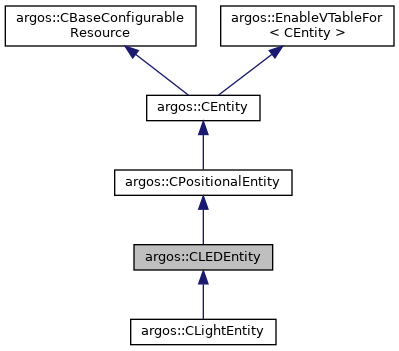 argos::CBaseConfigurable
Resource
argos::EnableVTableFor
< CEntity >
argos::CEntity
argos::CPositionalEntity
argos::CLEDEntity
argos::CLightEntity